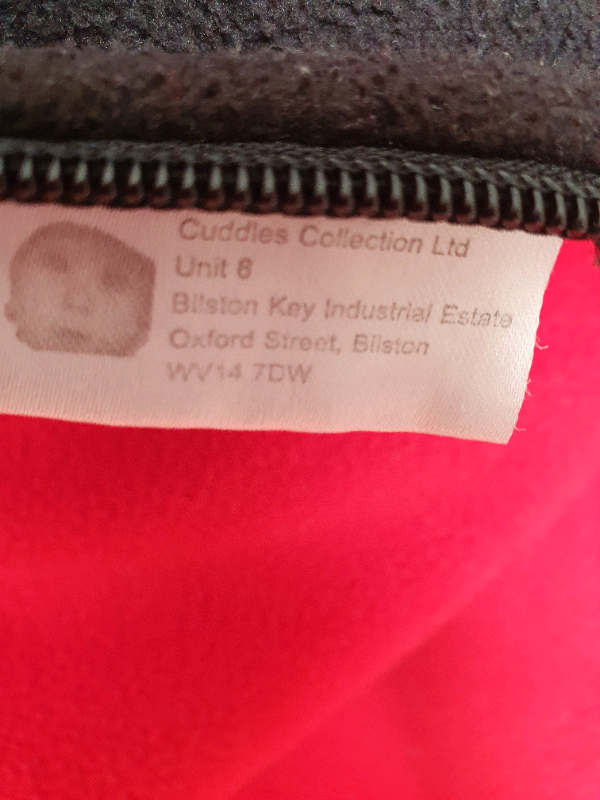 Cuddles Collection Ltd
Unit 6
Bilston Key Industrial Estate
Oxford Street, Bilston
WV14 7DW